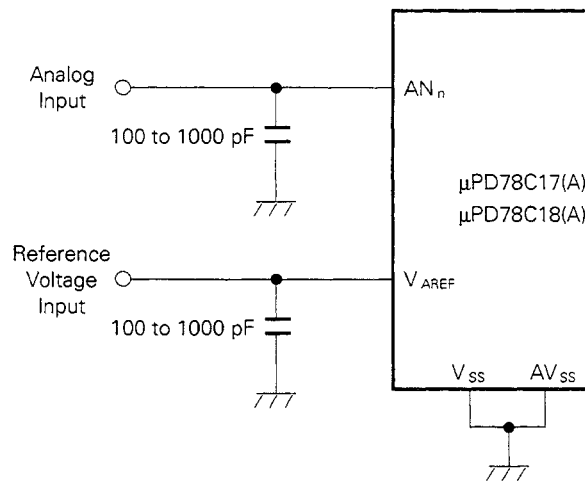 Analog
Input
ANn
100 to 1000 pF
μPD78C17(A)
μPD78C18(A)
Reference
Voltage
Input
VAREF
100 to 1000 pF
VSS AVSS